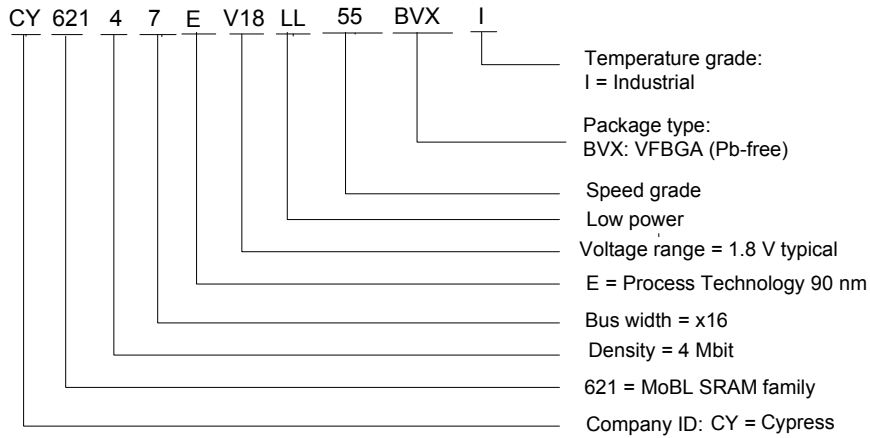 CY 621 4 7 E V18 LL 55 BVX I
Temperature grade:
I = Industrial
Package type:
BVX: VFBGA (Pb-free)
Speed grade
Low power
Voltage range = 1.8 V typical
E = Process Technology 90 nm
Bus width = x16
Density = 4 Mbit
621 = MoBL SRAM family
Company ID: CY = Cypress